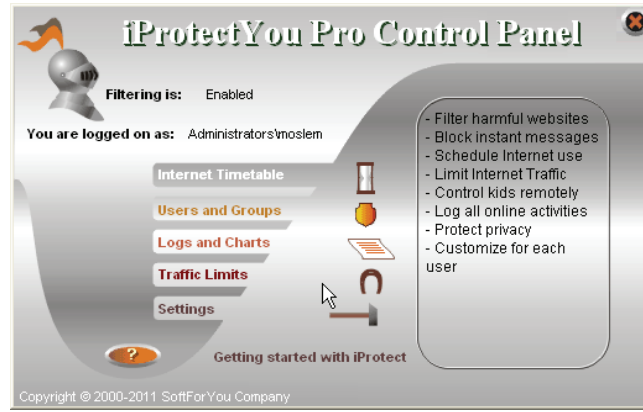 iProtectYou Pro Control Panel
Filtering is: Enabled
You are logged on as: Administrators\moslem
Internet Timetable
Users and Groups
Logs and Charts
Traffic Limits
Settings
- Filter harmful websites
- Block instant messages
- Schedule Internet use
- Limit Internet Traffic
- Control kids remotely
- Log all online activities
- Protect privacy
- Customize for each
user
?
Getting started with iProtect
Copyright © 2000-2011 SoftForYou Company